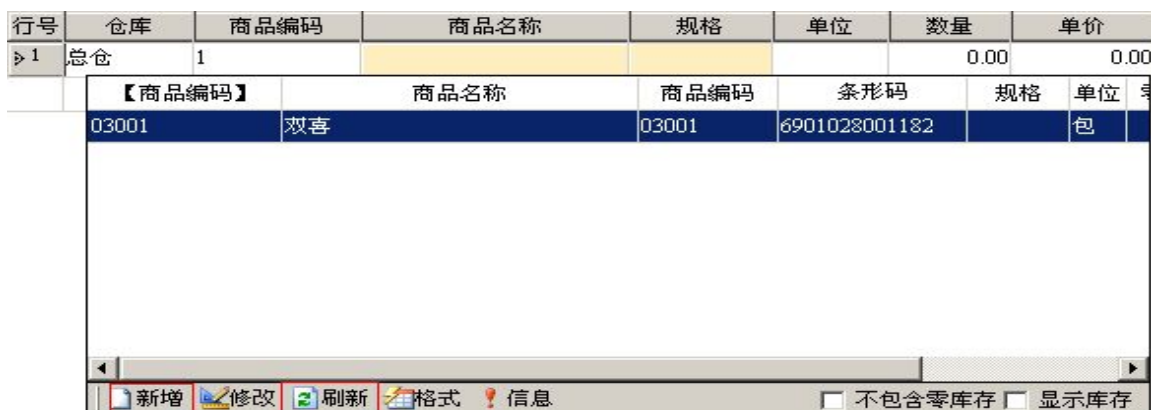 行号 仓库 商品编码 商品名称 规格 单位 数量 单价
1 总仓 1 0.00 0.00
【商品编码】 商品名称 商品编码 条形码 规格 单位
03001 双喜 03001 6901028001182 包
新增 修改 刷新 格式 信息 不包含零库存 显示库存